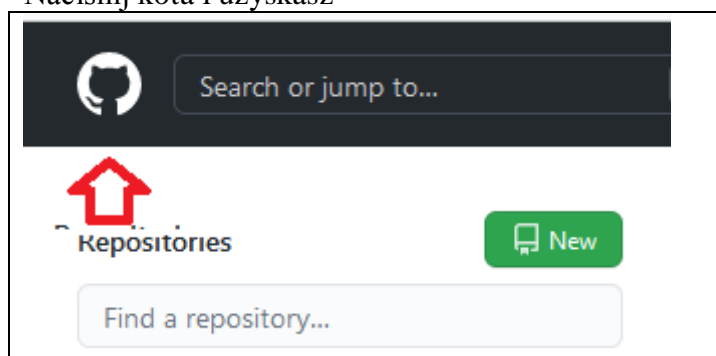 Naciśnij kota i uzyskasz
Search or jump to...
Repositories
New
Find a repository...